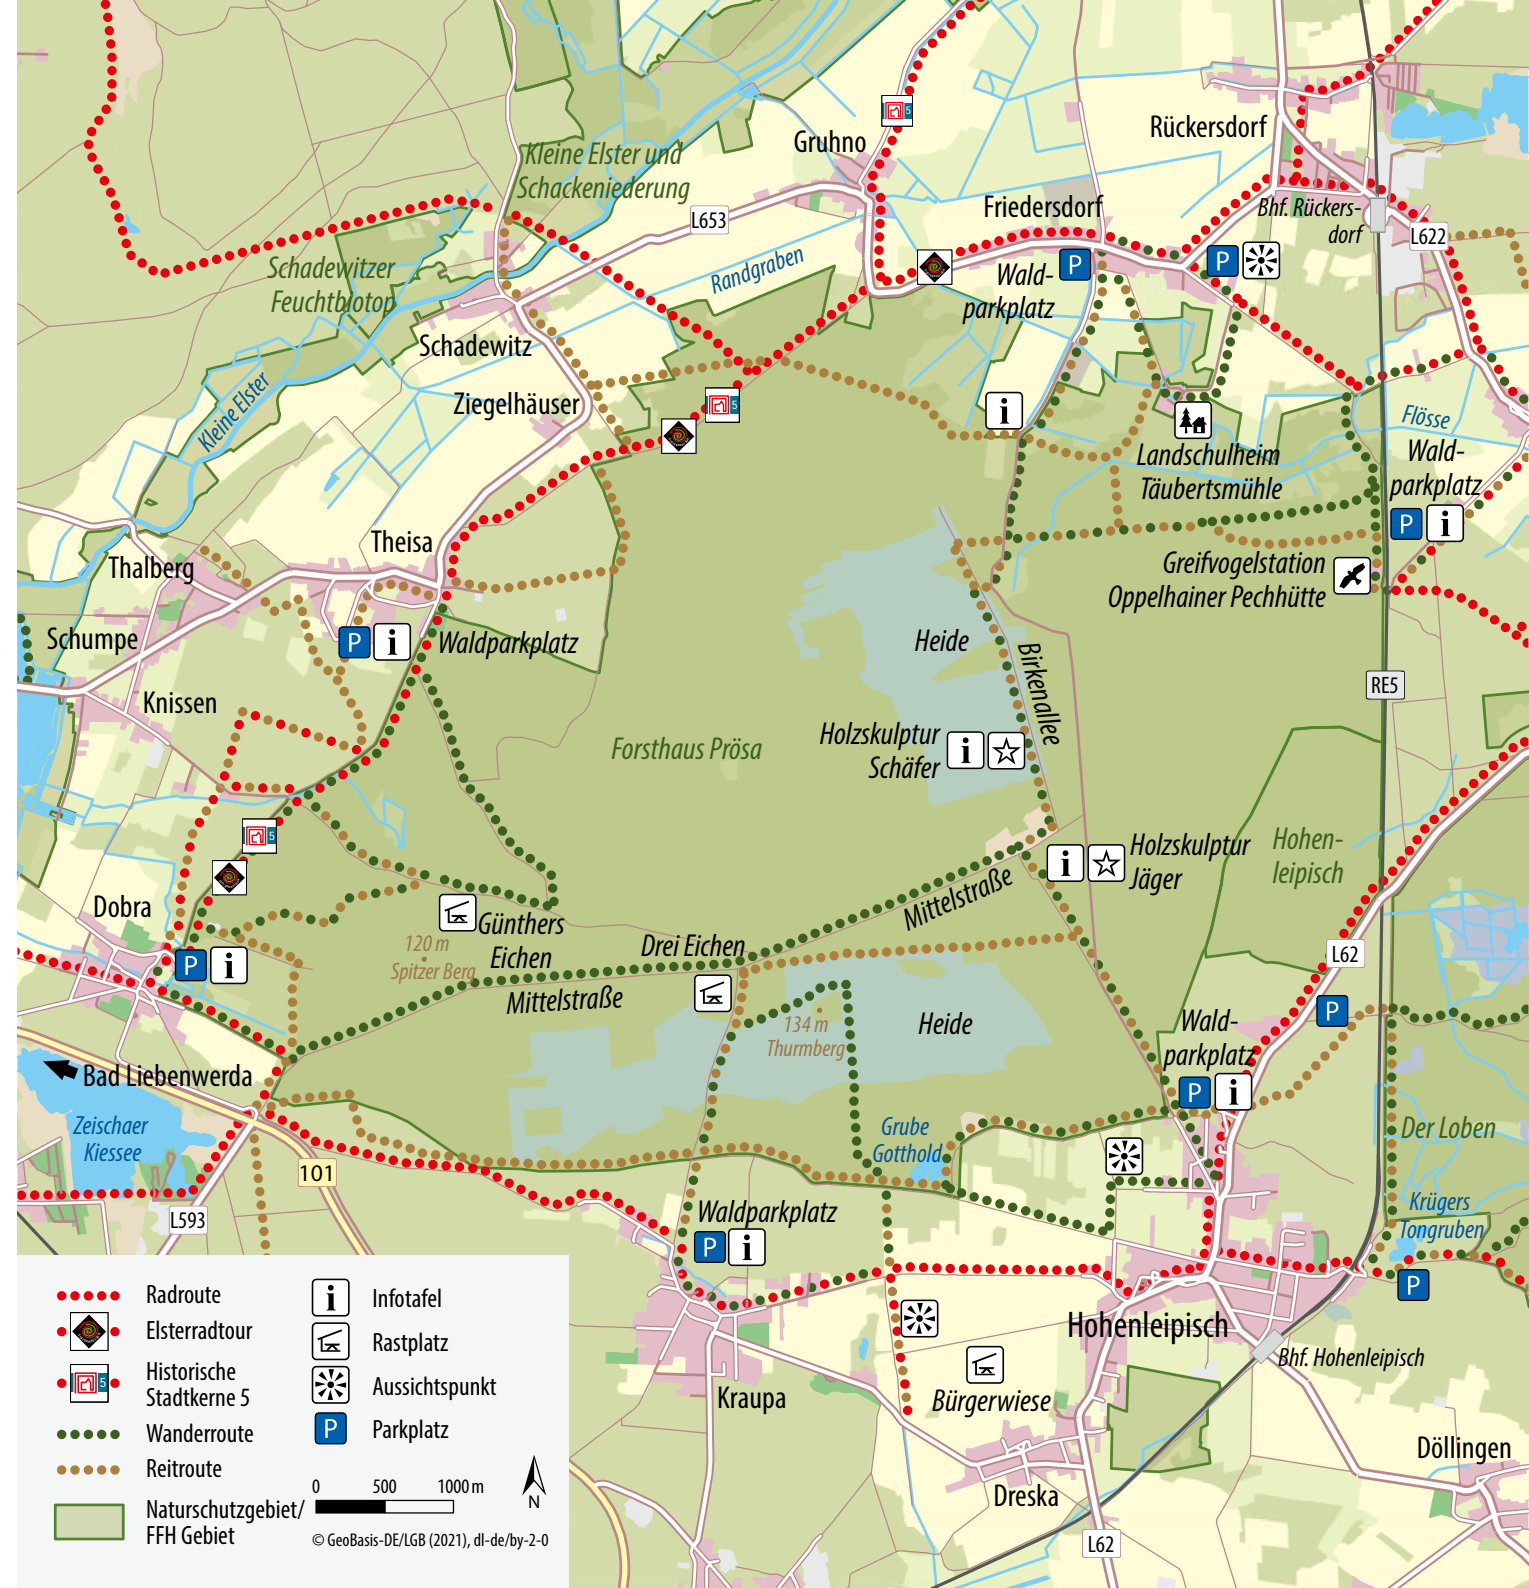 Gruhno
Rückersdorf
Kleine Elster und
Schackeniederung
Friedersdorf
Bhf. Rückers-
dorf
L653
L622
Schadewitzer
Feuchtbiotop
Randgraben
P
P
Wald-
parkplatz
Schadewitz
Kleine Elster
Ziegelhäuser
5
5
i
Flösse
Wald-
parkplatz
Landschulheim
Täubertsmühle
P
i
Theisa
Thalberg
Greifvogelstation
Oppelhainer Pechhütte
Schumpe
P
i
Waldparkplatz
Heide
Birkenallee
RE5
Knissen
Forsthaus Prösa
Holzskulptur
Schäfer
i
5
Hohen-
leipisch
i
Holzskulptur
Jäger
Mittelstraße
Dobra
Günthers
Eichen
120 m
Spitzer Berg
Drei Eichen
L62
P
i
Mittelstraße
134 m
Thurmberg
Heide
P
Wald-
parkplatz
Bad Liebenwerda
P
i
Zeischaer
Kiessee
Grube
Gotthold
Der Loben
101
L593
Waldparkplatz
P
i
Krügers
Tongruben
P
Hohenleipisch
Bhf. Hohenleipisch
Kraupa
Bürgerwiese
Döllingen
Dreska
L62
Radroute
Elsterradtour
Historische
Stadtkerne 5
5
Wanderroute
Reitroute
Naturschutzgebiet/
FFH Gebiet
i
Infotafel
Rastplatz
Aussichtspunkt
P
Parkplatz
0 500 1000 m
N
© GeoBasis-DE/LGB (2021), dl-de/by-2-0